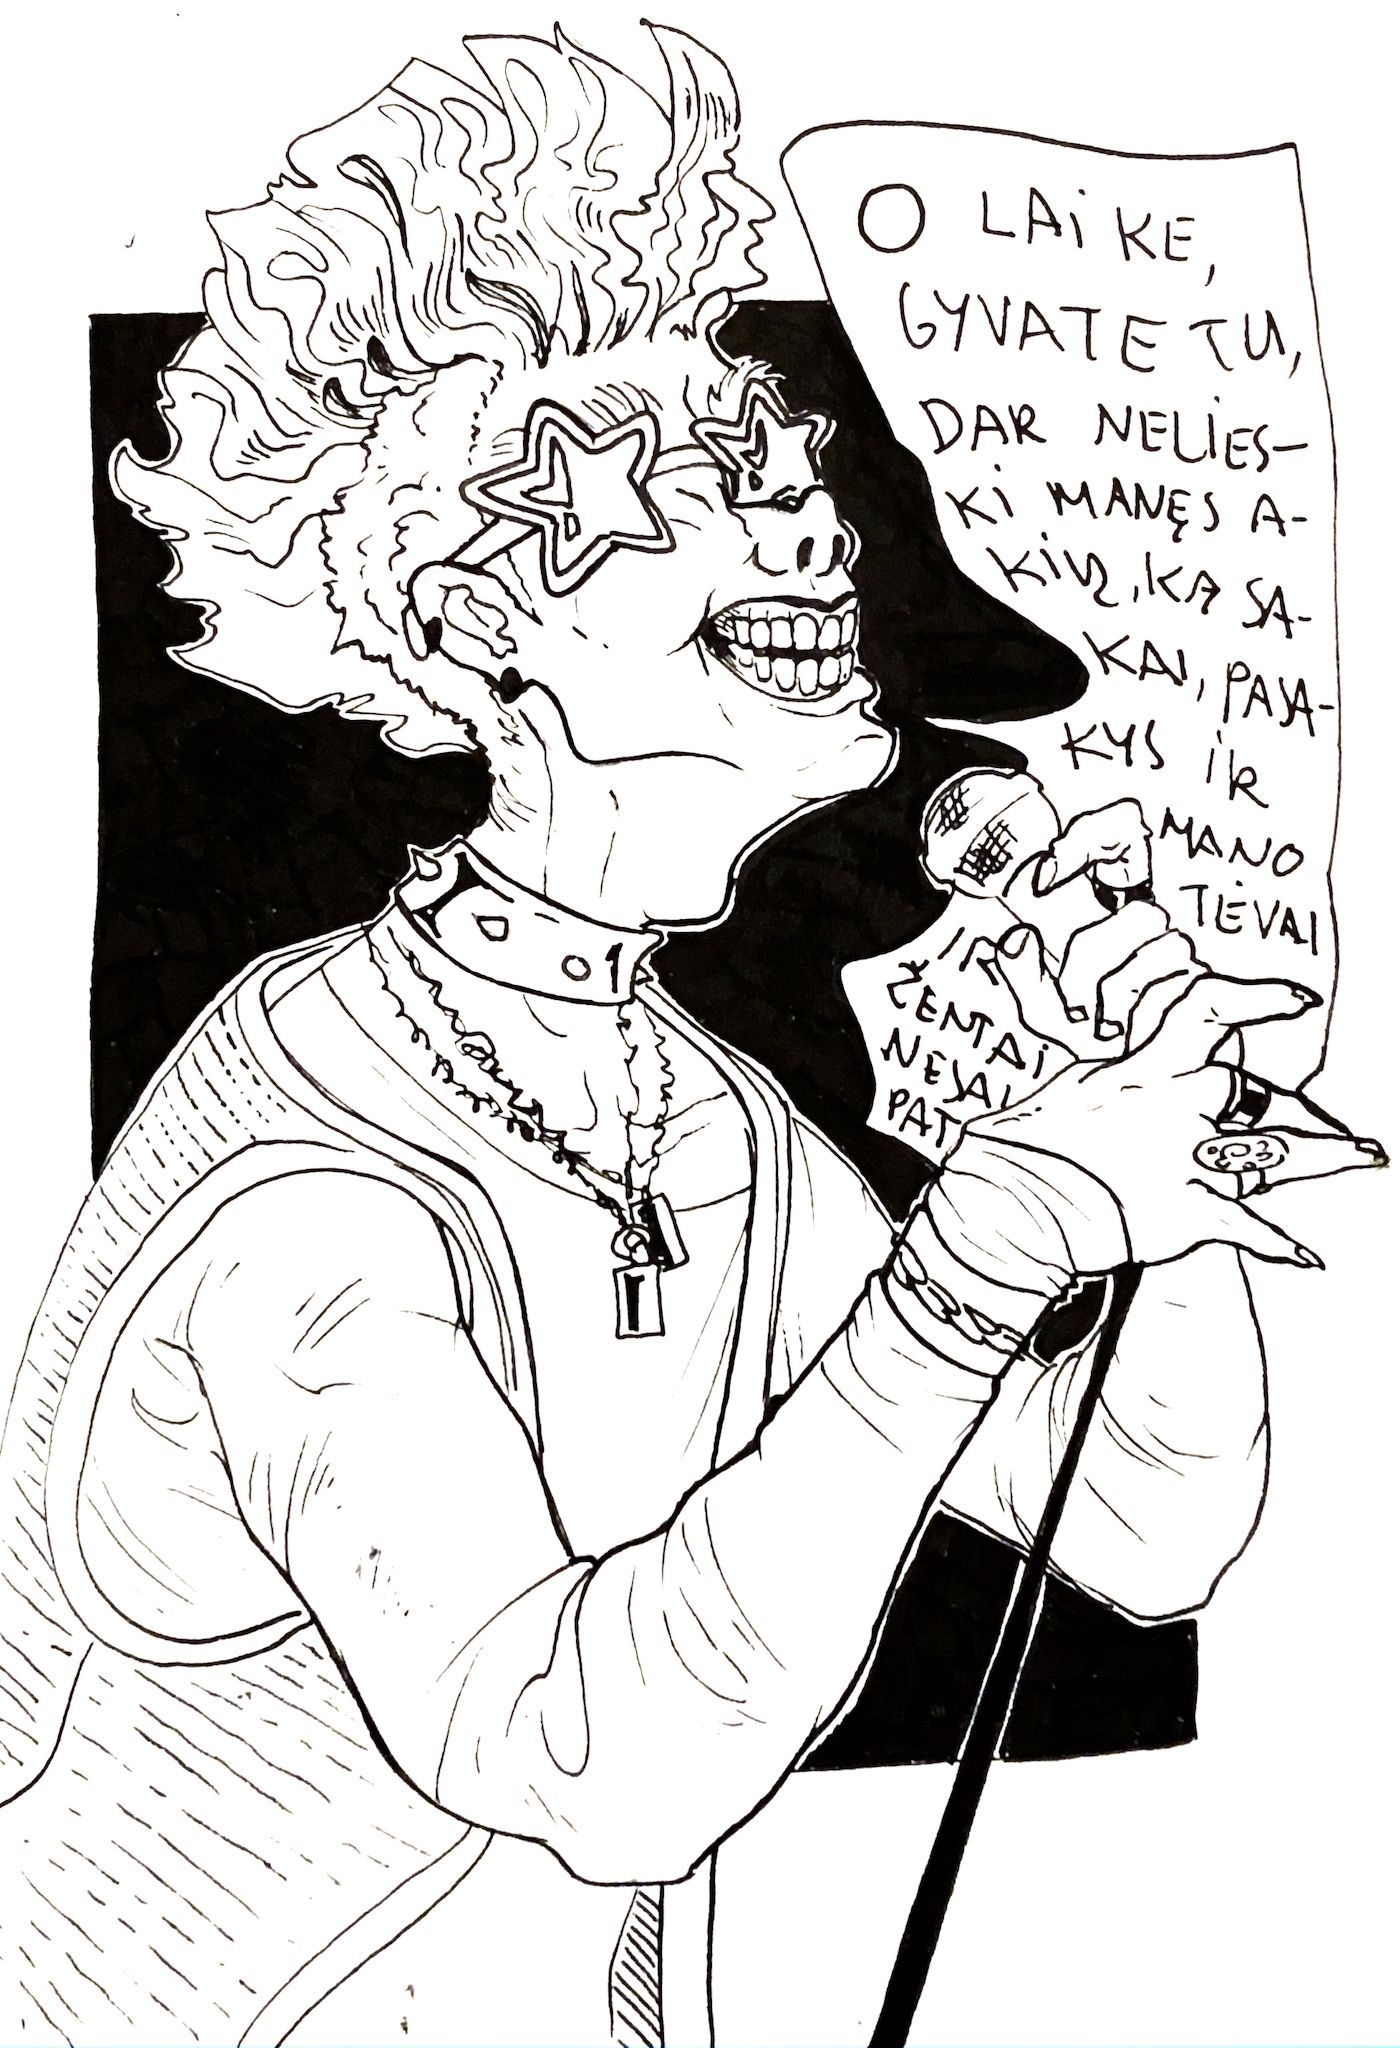 O LAiKE,
GYVATE TU,
DAR NELiES-
Ki MANĘS A-
KiŲ, KĄ SA-
KAI, PASA-
KYS iR
MANO
TĖVAI
IR
ČENTAi
NESAI
PAT